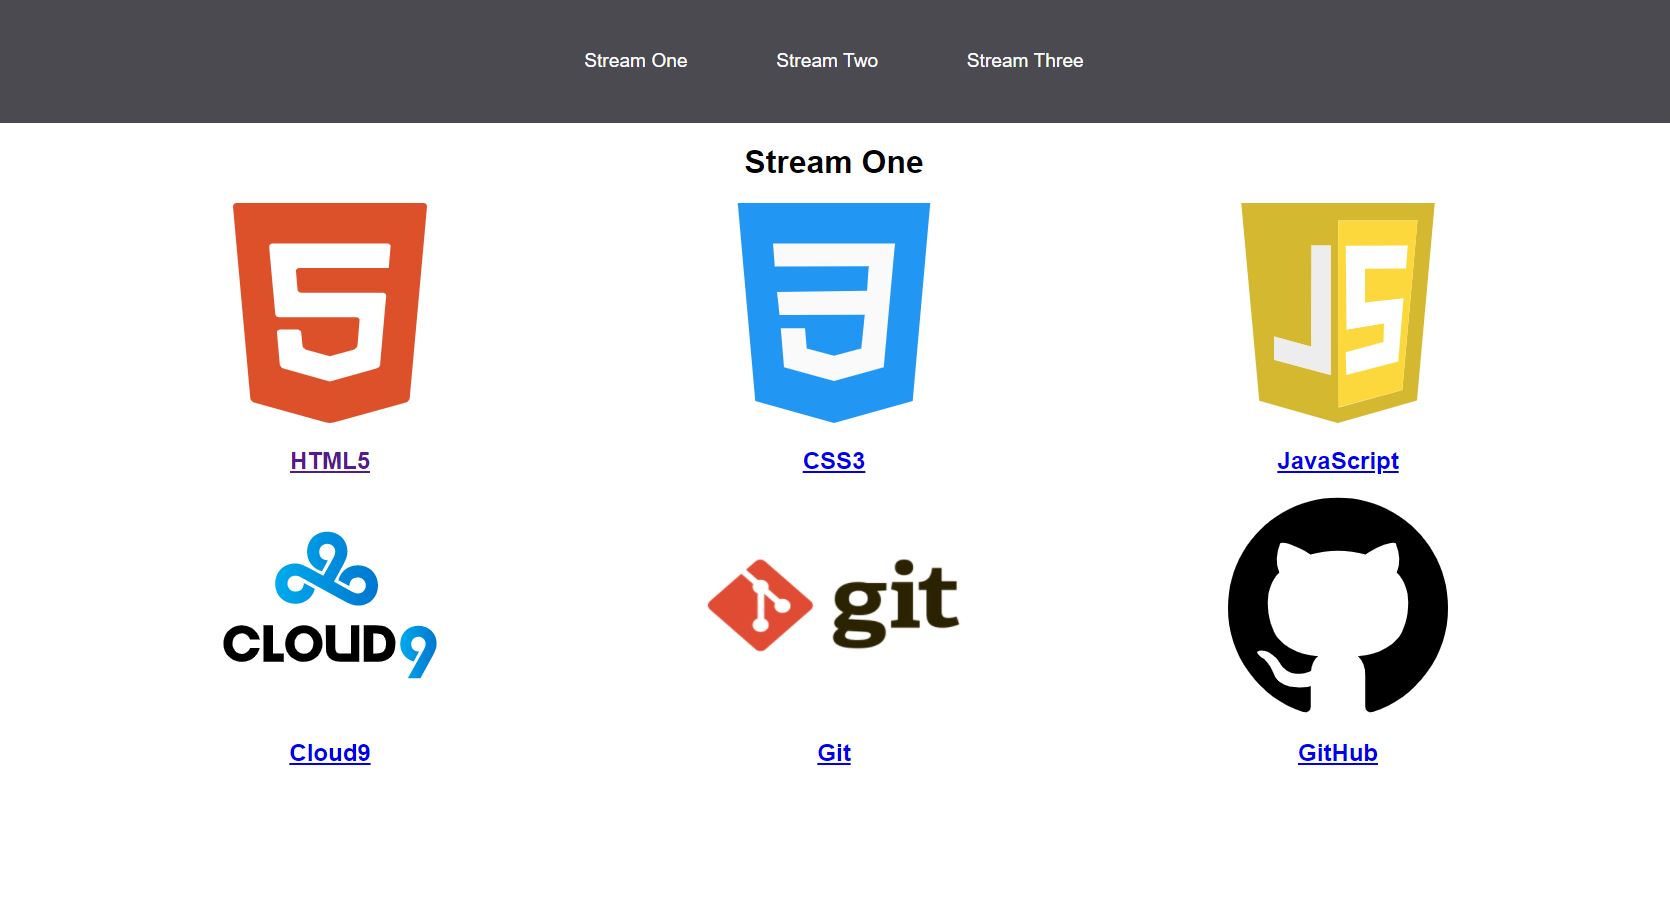 Stream One Stream Two Stream Three
Stream One
5
3
JS
HTML5 CSS3 JavaScript
CLOUD9
git
Cloud9 Git GitHub